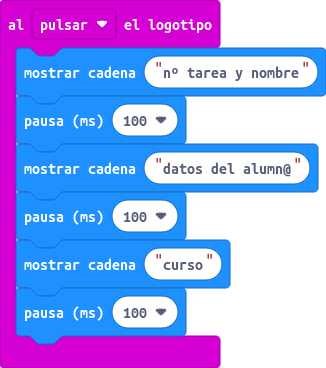 al pulsar el logotipo
mostrar cadena "nº tarea y nombre"
pausa (ms) 100
mostrar cadena "datos del alumn@"
pausa (ms) 100
mostrar cadena "curso"
pausa (ms) 100